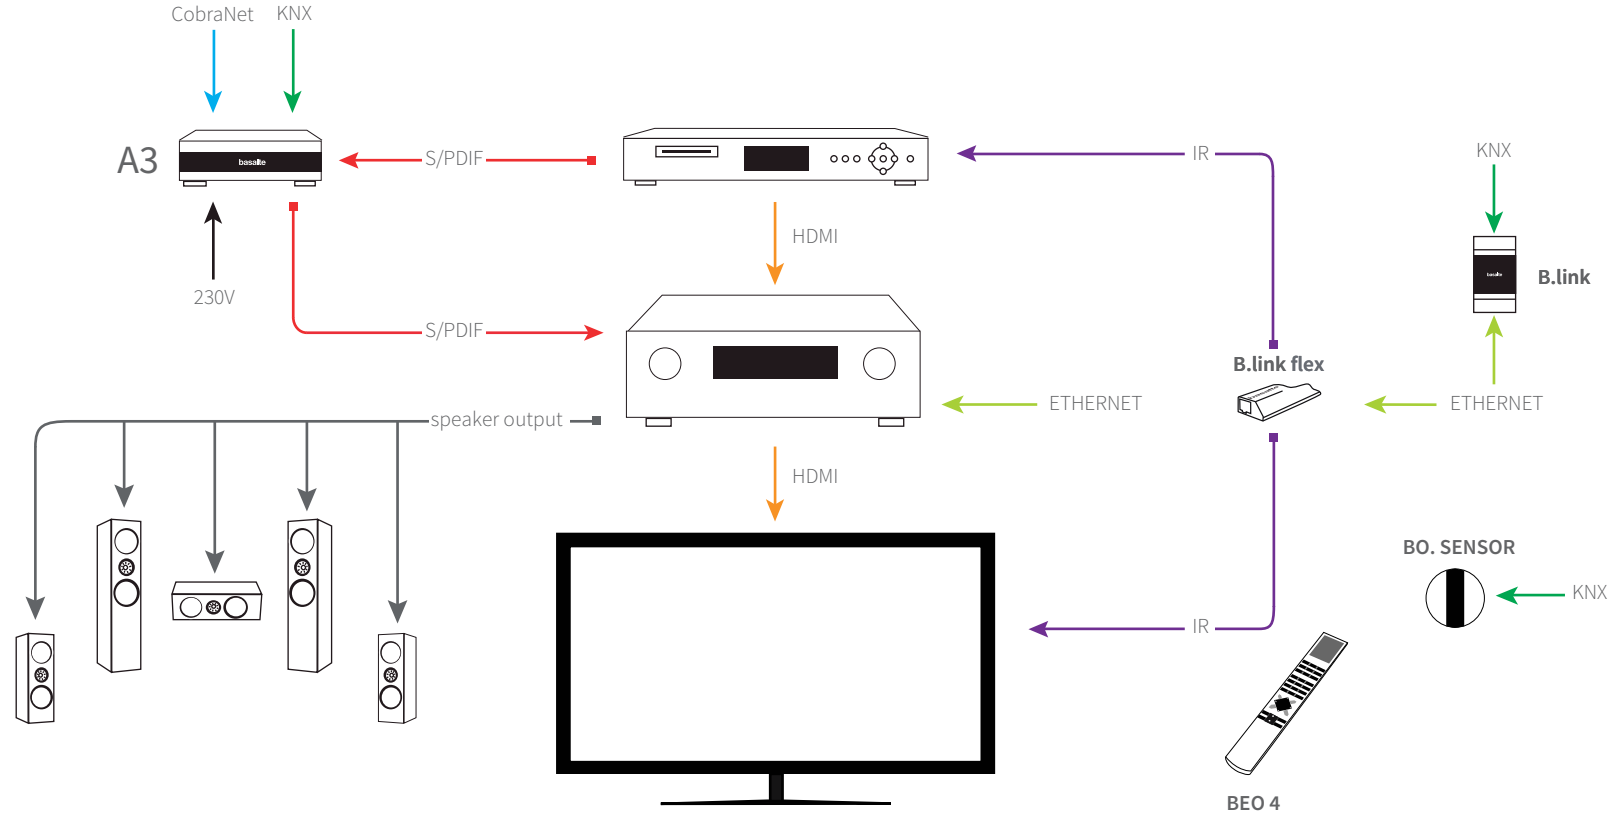 CobraNet
KNX
A3
basalte
S/PDIF
IR
KNX
HDMI
230V
basalte
B.link
S/PDIF
B.link flex
speaker output
ETHERNET
ETHERNET
HDMI
BO. SENSOR
KNX
IR
BEO 4